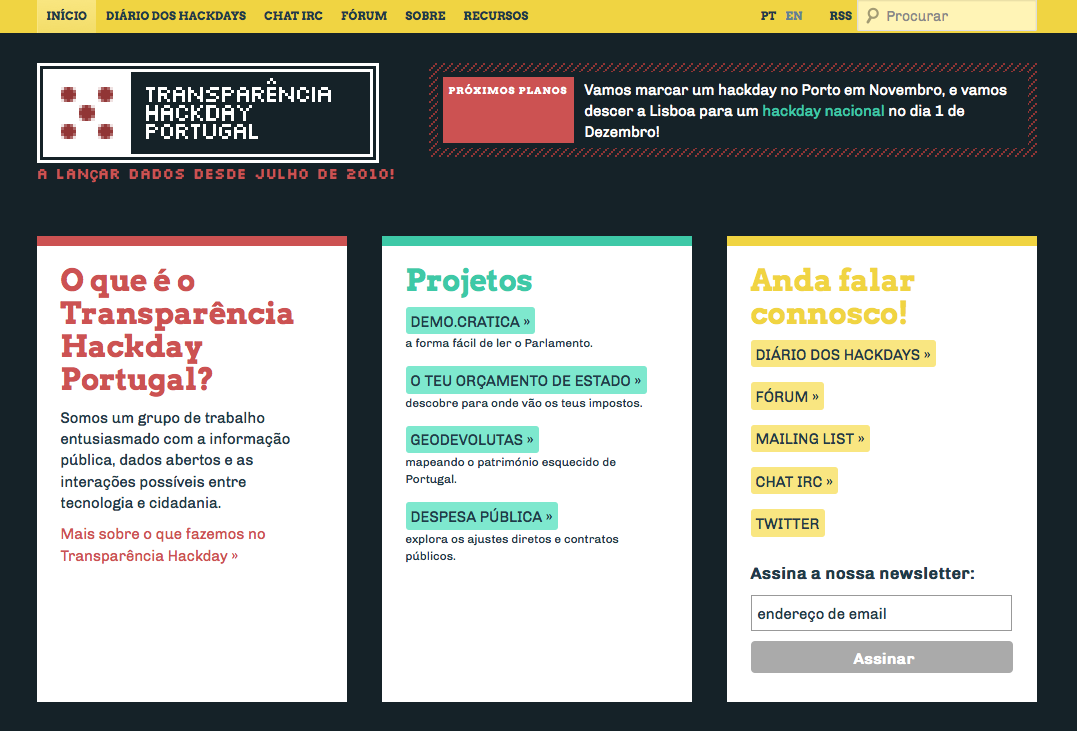 INÍCIO DIÁRIO DOS HACKDAYS CHAT IRC FÓRUM SOBRE RECURSOS PT EN RSS Procurar
TRANSPARÊNCIA
HACKDAY
PORTUGAL
A LANÇAR DADOS DESDE JULHO DE 2010!
PRÓXIMOS PLANOS
Vamos marcar um hackday no Porto em Novembro, e vamos
descer a Lisboa para um hackday nacional no dia 1 de
Dezembro!
O que é o
Transparência
Hackday
Portugal?
Somos um grupo de trabalho
entusiasmado com a informação
pública, dados abertos e as
interações possíveis entre
tecnologia e cidadania.
Mais sobre o que fazemos no
Transparência Hackday »
Projetos
DEMO.CRATICA »
a forma fácil de ler o Parlamento.
O TEU ORÇAMENTO DE ESTADO »
descobre para onde vão os teus impostos.
GEODEVOLUTAS »
mapeando o património esquecido de
Portugal.
DESPESA PÚBLICA »
explora os ajustes diretos e contratos
públicos.
Anda falar
connosco!
DIÁRIO DOS HACKDAYS »
FÓRUM »
MAILING LIST »
CHAT IRC »
TWITTER
Assina a nossa newsletter:
endereço de email
Assinar